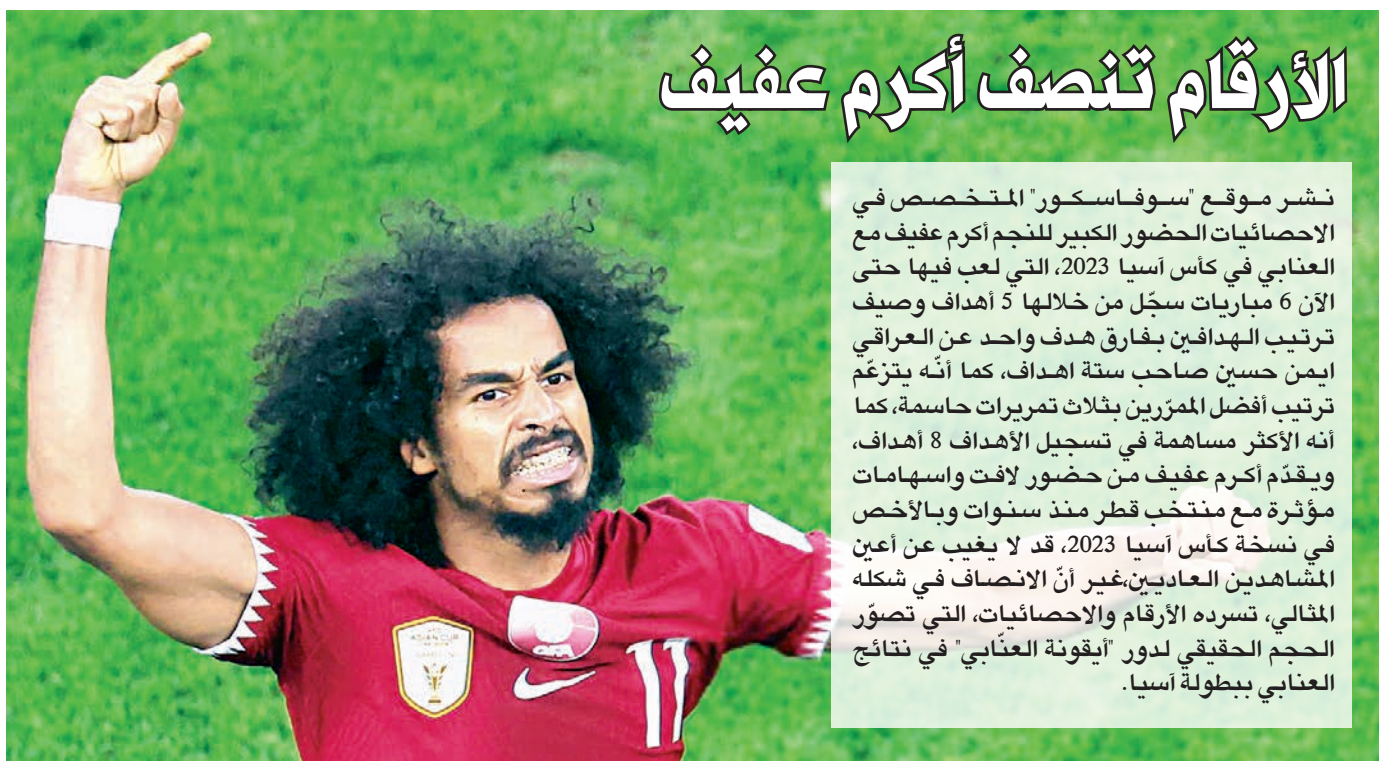 الأرقام تنصف أكرم عفيف
نشر موقع "سوفاسكور" المتخصص في
الاحصائيات الحضور الكبير للنجم أكرم عفيف مع
العنابي في كأس آسيا 2023، التي لعب فيها حتى
الآن 6 مباريات سجّل من خلالها 5 أهداف وصيف
ترتيب الهدافين بفارق هدف واحد عن العراقي
ايمن حسين صاحب ستة اهداف، كما أنّه يتزعّم
ترتيب أفضل الممرّرين بثلاث تمريرات حاسمة، كما
أنه الأكثر مساهمة في تسجيل الأهداف 8 أهداف،
ويقدّم أكرم عفيف من حضور لافت واسهامات
مؤثرة مع منتخب قطر منذ سنوات وبالأخص
في نسخة كأس آسيا 2023، قد لا يغيب عن أعين
المشاهدين العاديين،غير أنّ الانصاف في شكله
المثالي، تسرده الأرقام والاحصائيات، التي تصوّر
الحجم الحقيقي لدور "أيقونة العنّابي" في نتائج
العنابي ببطولة آسيا.
ASIAN CUP
QFA
11